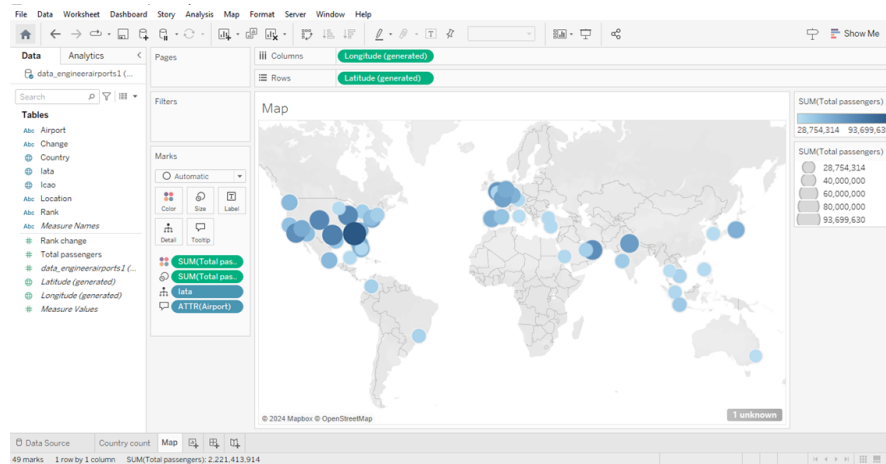 File Data Worksheet Dashboard Story Analysis Map Format Server Window Help
Show Me
Data Analytics
data_engineerairports1 (...
Search
Tables
Abc Airport
Abc Change
Country
Iata
Icao
Abc Location
Abc Rank
Abc Measure Names
# Rank change
# Total passengers
# data_engineerairports1 (...
Latitude (generated)
Longitude (generated)
# Measure Values
Pages
Filters
Marks
Automatic
Color Size Label
Detail Tooltip
SUM(Total pas..
SUM(Total pas..
Iata
ATTR(Airport)
Columns Longitude (generated)
Rows Latitude (generated)
Map
© 2024 Mapbox © OpenStreetMap
1 unknown
SUM(Total passengers)
28,754,314 93,699,63
SUM(Total passengers)
28,754,314
40,000,000
60,000,000
80,000,000
93,699,630
Data Source Country count Map
49 marks 1 row by 1 column SUM(Total passengers): 2,221,413,914